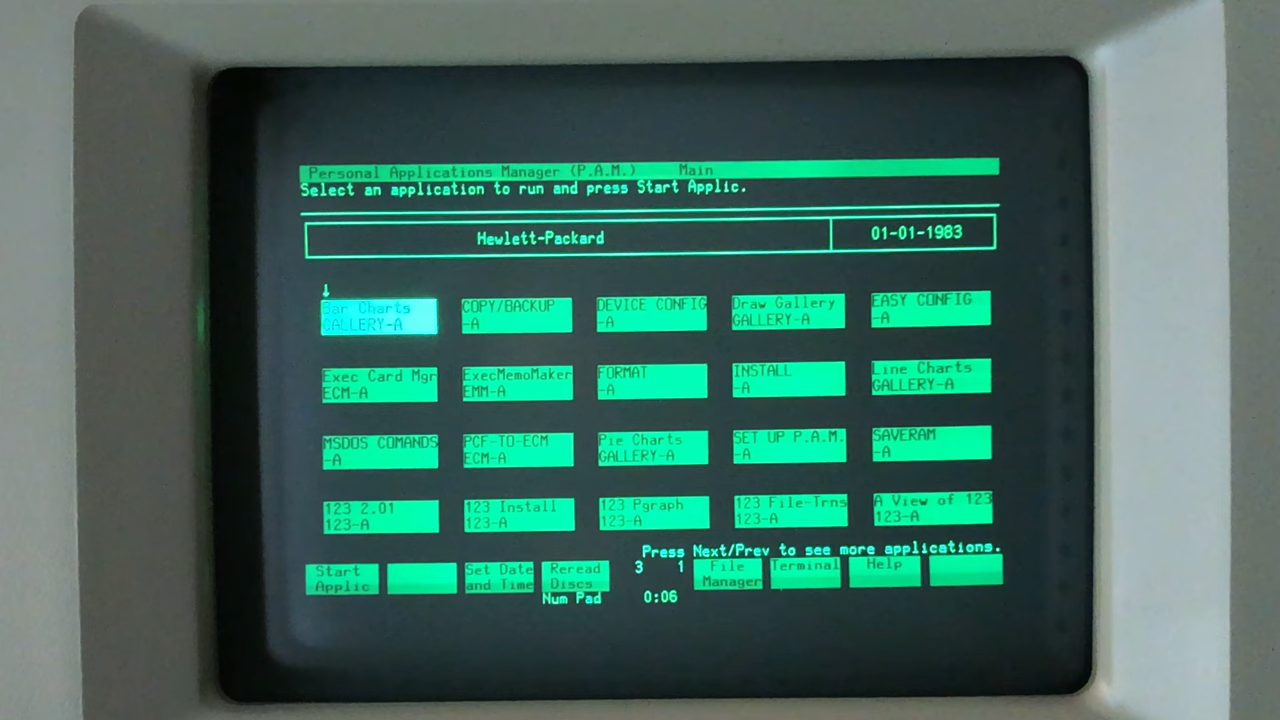 Personal Applications Manager (P.A.M.) Main
Select an application to run and press Start Applic.
Hewlett-Packard 01-01-1983
↓
Bar Charts COPY/BACKUP DEVICE CONFIG Draw Gallery EASY CONFIG
GALLERY-A -A -A GALLERY-A -A
Exec Card Mgr ExecMemoMaker FORMAT INSTALL Line Charts
ECM-A EMM-A -A -A GALLERY-A
MSDOS COMANDS PCF-TO-ECM Pie Charts SET UP P.A.M. SAVERAM
-A ECM-A GALLERY-A -A -A
123 2.01 123 Install 123 Pgraph 123 File-Trns A View of 123
123-A 123-A 123-A 123-A 123-A
Press Next/Prev to see more applications.
Start Set Date Reread 3 1 File Terminal Help
Applic and Time Discs Manager
Num Pad 0:06